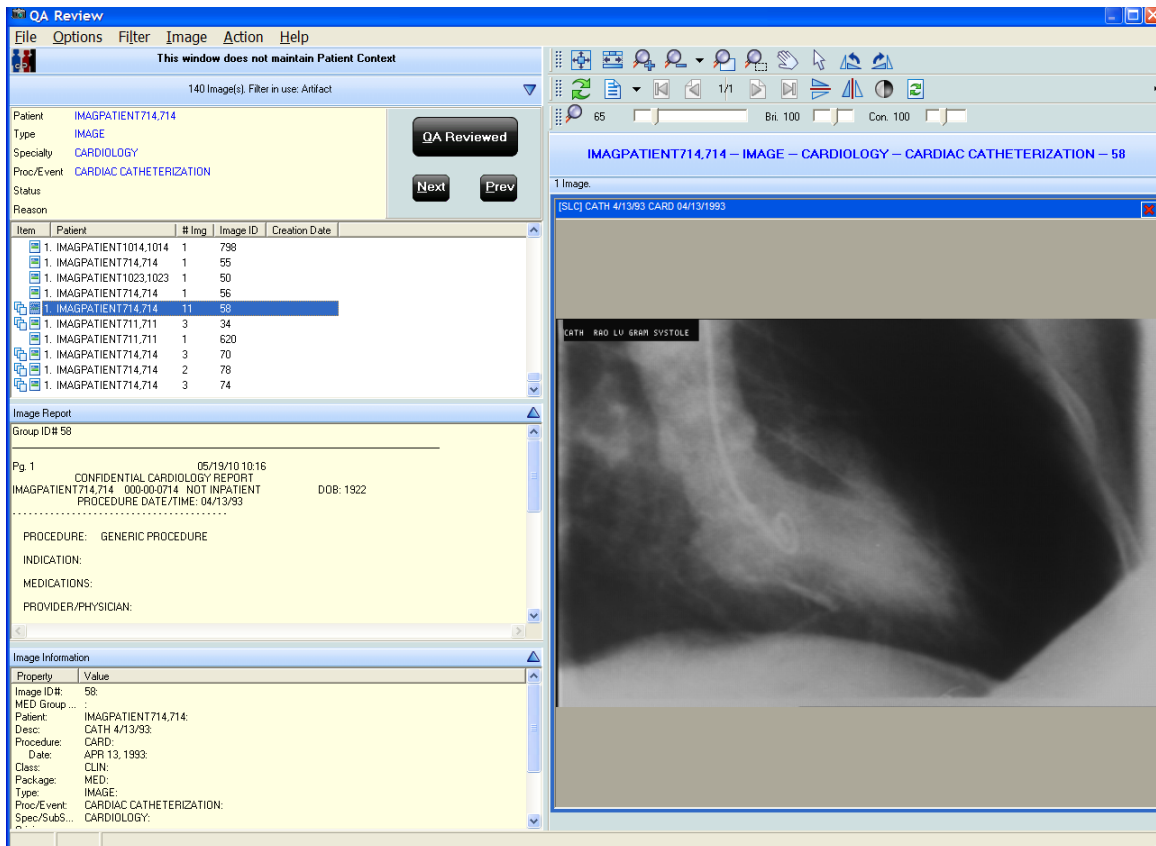 QA Review
File Options Filter Image Action Help
This window does not maintain Patient Context
140 Image(s). Filter in use: Artifact
Patient IMAGPATIENT714,714
Type IMAGE
Specialty CARDIOLOGY
Proc/Event CARDIAC CATHETERIZATION
Status
Reason
QA Reviewed
Next Prev
Item Patient # Img Image ID Creation Date
1. IMAGPATIENT1014,1014 1 798
1. IMAGPATIENT714,714 1 55
1. IMAGPATIENT1023,1023 1 50
1. IMAGPATIENT714,714 1 56
1. IMAGPATIENT714,714 11 58
1. IMAGPATIENT711,711 3 34
1. IMAGPATIENT711,711 1 620
1. IMAGPATIENT714,714 3 70
1. IMAGPATIENT714,714 2 78
1. IMAGPATIENT714,714 3 74
Image Report
Group ID# 58
Pg. 1 05/19/10 10:16
CONFIDENTIAL CARDIOLOGY REPORT
IMAGPATIENT714,714 000-00-0714 NOT INPATIENT DOB: 1922
PROCEDURE DATE/TIME: 04/13/93
PROCEDURE: GENERIC PROCEDURE
INDICATION:
MEDICATIONS:
PROVIDER/PHYSICIAN:
Image Information
Property Value
Image ID#: 58:
MED Group ... :
Patient: IMAGPATIENT714,714:
Desc: CATH 4/13/93:
Procedure: CARD:
Date: APR 13, 1993:
Class: CLIN:
Package: MED:
Type: IMAGE:
Proc/Event: CARDIAC CATHETERIZATION:
Spec/SubS... CARDIOLOGY:
1/1
65 Bri. 100 Con. 100
IMAGPATIENT714,714 – IMAGE – CARDIOLOGY – CARDIAC CATHETERIZATION – 58
1 Image.
[SLC] CATH 4/13/93 CARD 04/13/1993
CATH RAO LV GRAM SYSTOLE